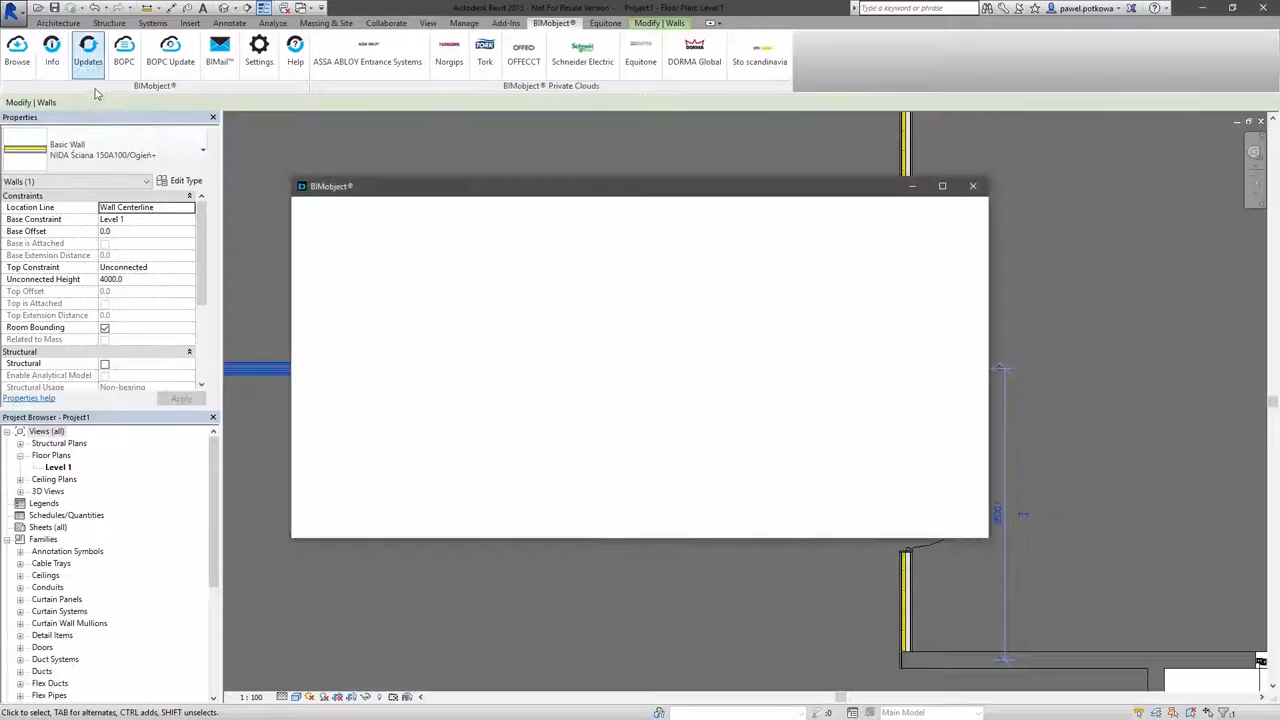 Autodesk Revit 2015 - Not For Resale Version - Project1 - Floor Plan: Level 1
Type a keyword or phrase
pawel.potkowa
Architecture Structure Systems Insert Annotate Analyze Massing & Site Collaborate View Manage Add-Ins BIMobject® Equitone Modify | Walls
Browse Info Updates BOPC BOPC Update BIMail™ Settings Help ASSA ABLOY Entrance Systems Norgips Tork OFFECCT Schneider Electric Equitone DORMA Global Sto scandinavia
BIMobject® BIMobject® Private Clouds
Modify | Walls
Properties
Basic Wall
NIDA Ściana 150A100/Ogień+
Walls (1) Edit Type
Constraints
Location Line Wall Centerline
Base Constraint Level 1
Base Offset 0.0
Base is Attached
Base Extension Distance 0.0
Top Constraint Unconnected
Unconnected Height 4000.0
Top Offset 0.0
Top is Attached
Top Extension Distance 0.0
Room Bounding
Related to Mass
Structural
Structural
Enable Analytical Model
Structural Usage Non-bearing
Properties help Apply
Project Browser - Project1
Views (all)
Structural Plans
Floor Plans
Level 1
Ceiling Plans
3D Views
Legends
Schedules/Quantities
Sheets (all)
Families
Annotation Symbols
Cable Trays
Ceilings
Conduits
Curtain Panels
Curtain Systems
Curtain Wall Mullions
Detail Items
Doors
Duct Systems
Ducts
Flex Ducts
Flex Pipes
BIMobject®
1 : 100
Click to select, TAB for alternates, CTRL adds, SHIFT unselects.
:0 Main Model :1